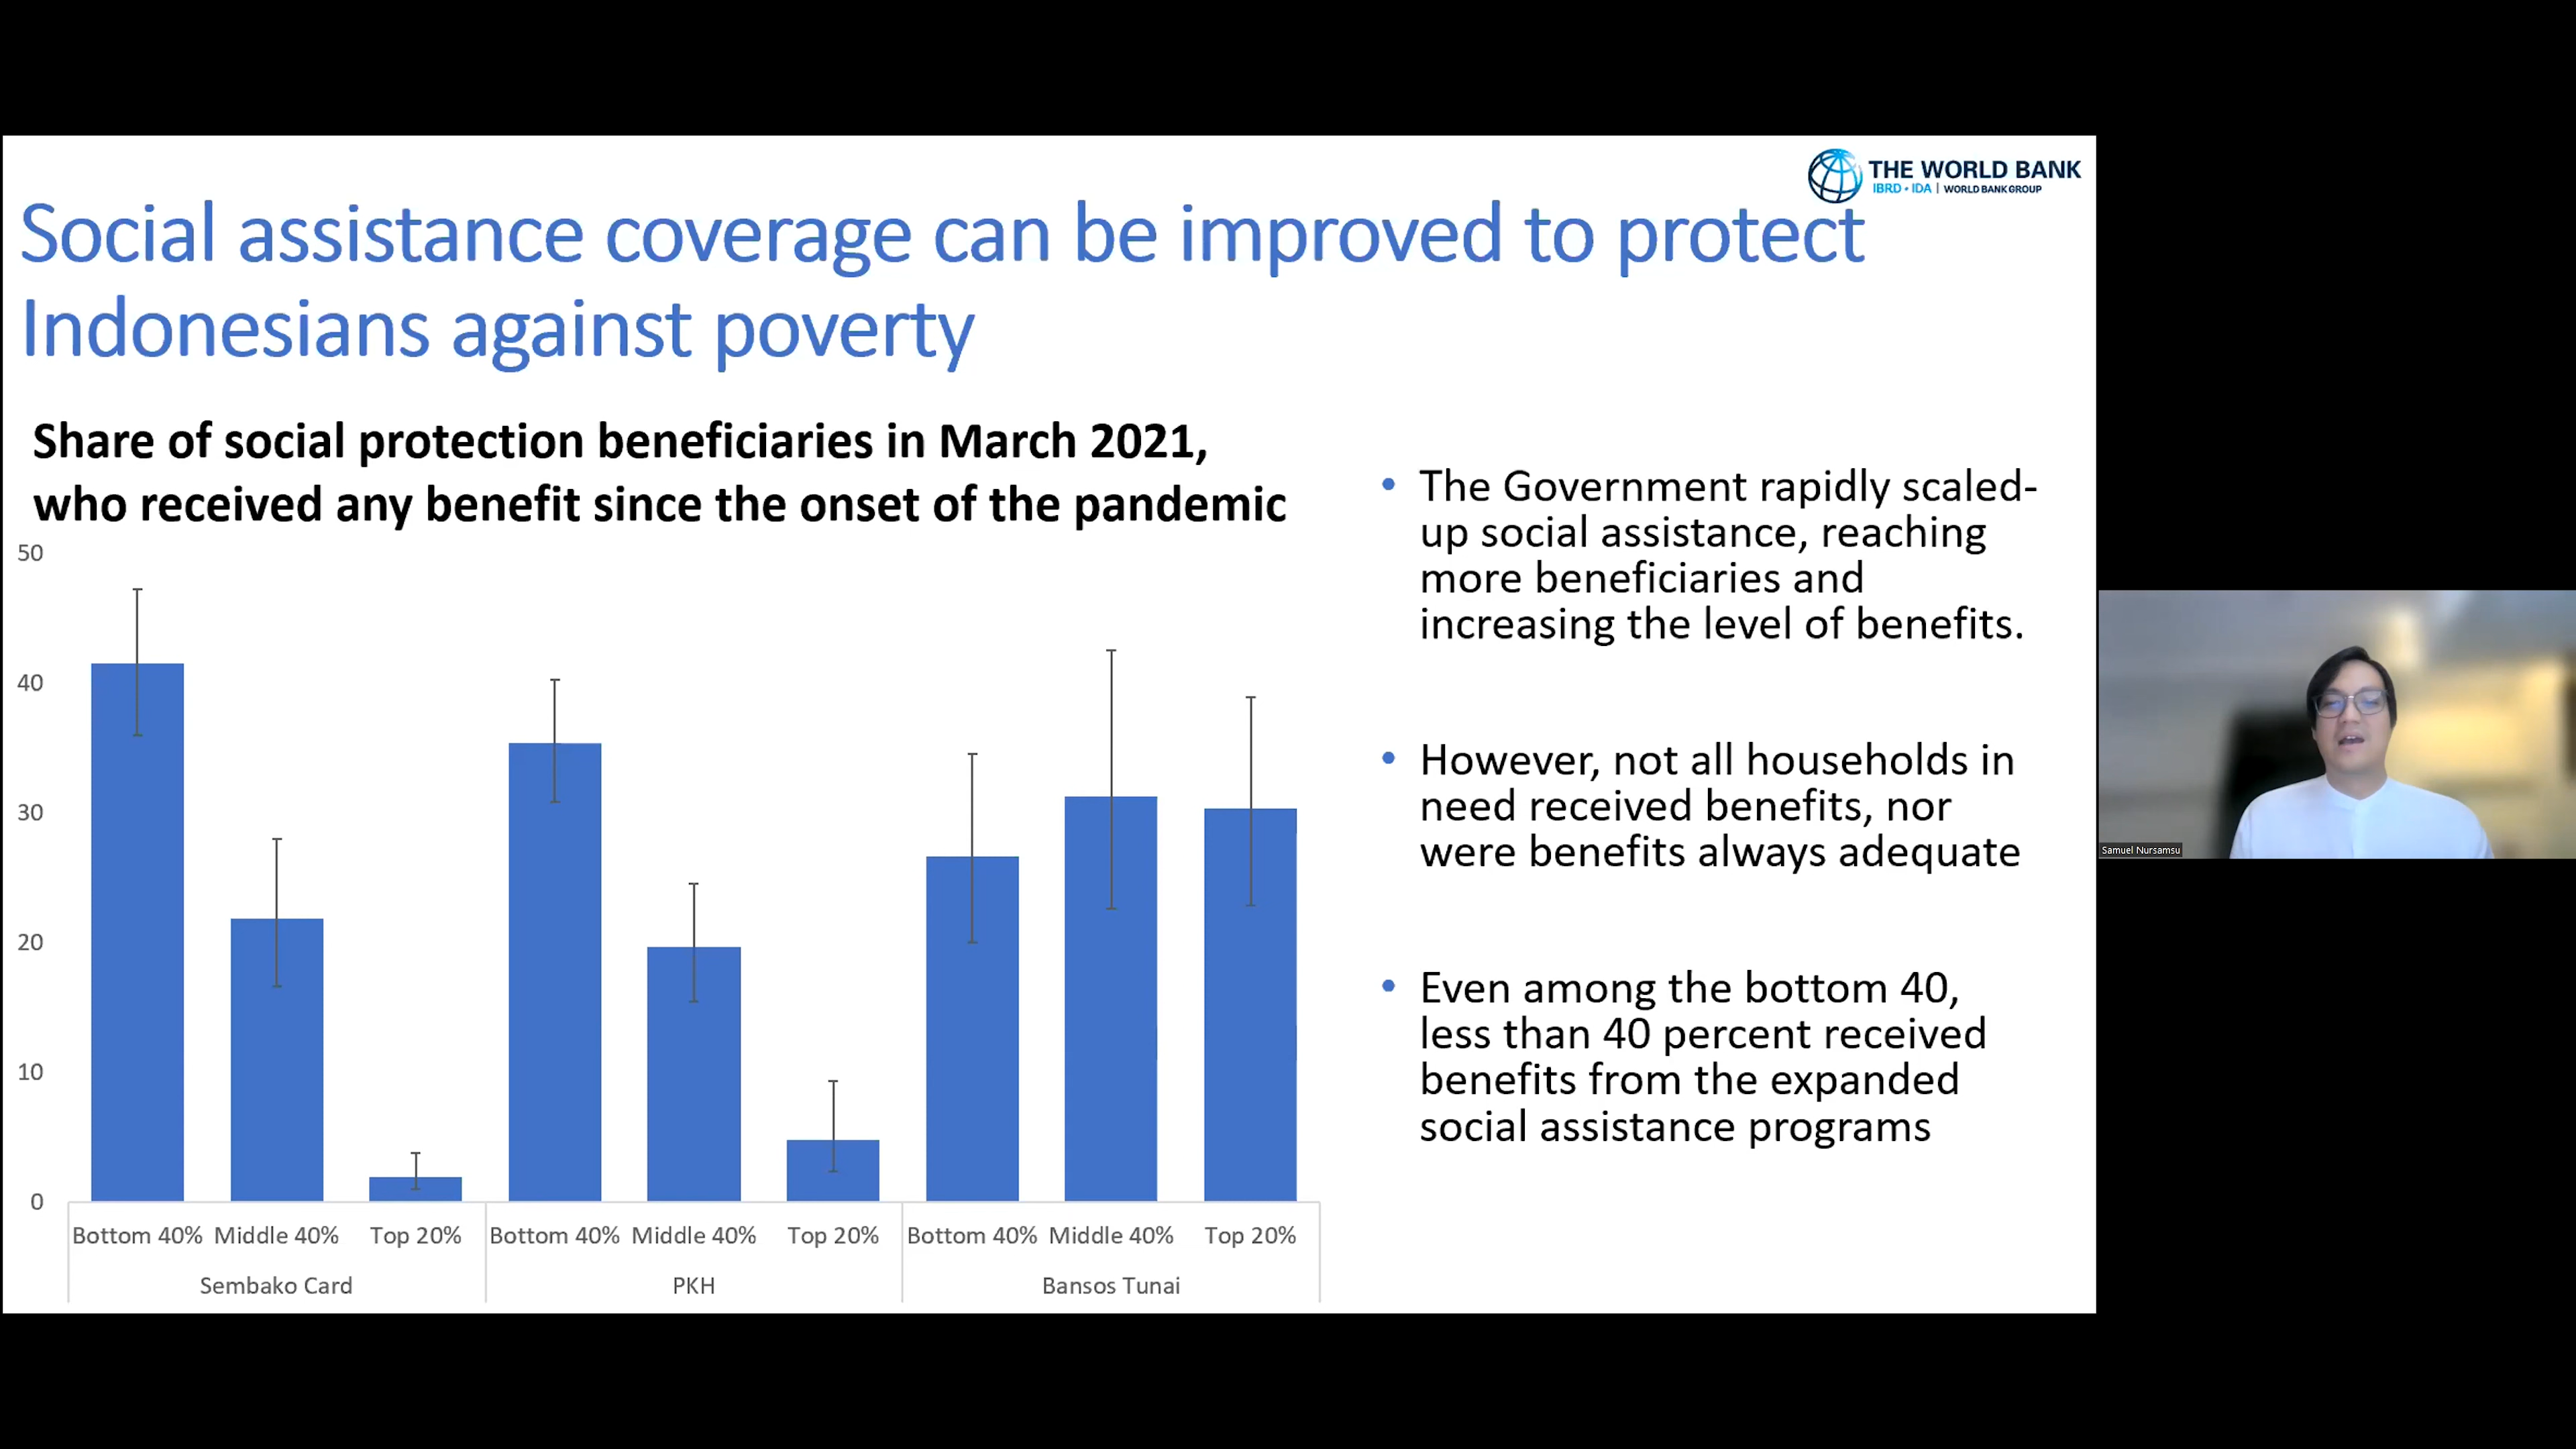 THE WORLD BANK
IBRD • IDA | WORLD BANK GROUP
Social assistance coverage can be improved to protect
Indonesians against poverty
Share of social protection beneficiaries in March 2021,
who received any benefit since the onset of the pandemic
50
40
30
20
10
0
Bottom 40% Middle 40% Top 20% Bottom 40% Middle 40% Top 20% Bottom 40% Middle 40% Top 20%
Sembako Card PKH Bansos Tunai
• The Government rapidly scaled-
up social assistance, reaching
more beneficiaries and
increasing the level of benefits.
• However, not all households in
need received benefits, nor
were benefits always adequate
• Even among the bottom 40,
less than 40 percent received
benefits from the expanded
social assistance programs
Samuel Nursamsu